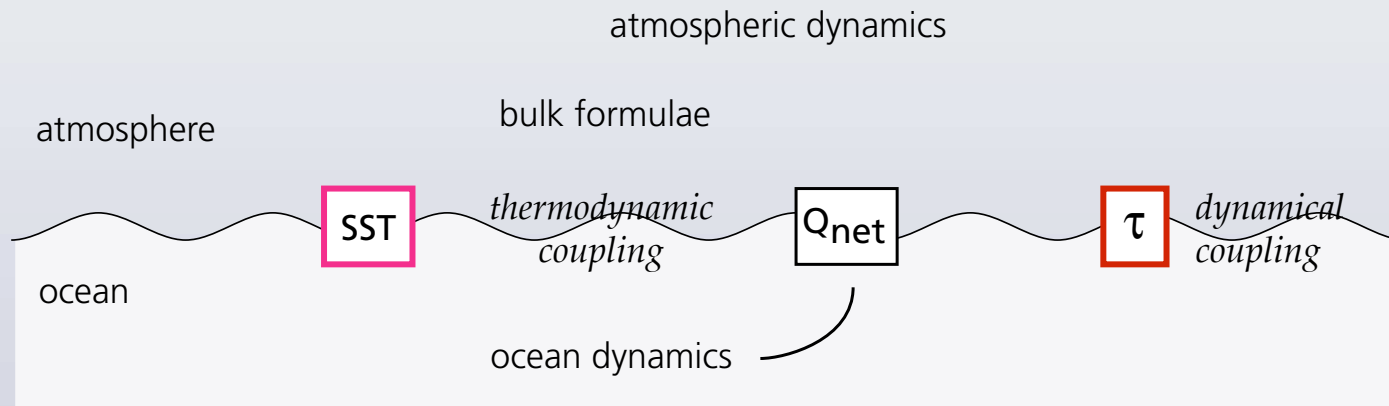 atmospheric dynamics
bulk formulae
atmosphere
SST
thermodynamic
coupling
Qnet
τ
dynamical
coupling
ocean
ocean dynamics